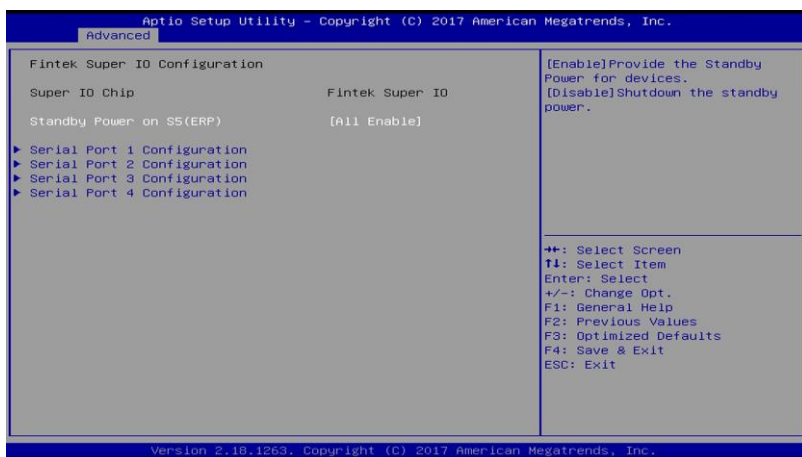 Aptio Setup Utility – Copyright (C) 2017 American Megatrends, Inc.
Advanced
Fintek Super IO Configuration
Super IO Chip Fintek Super IO
Standby Power on S5(ERP) [All Enable]
Serial Port 1 Configuration
Serial Port 2 Configuration
Serial Port 3 Configuration
Serial Port 4 Configuration
[Enable]Provide the Standby
Power for devices.
[Disable]Shutdown the standby
power.
→←: Select Screen
↑↓: Select Item
Enter: Select
+/-: Change Opt.
F1: General Help
F2: Previous Values
F3: Optimized Defaults
F4: Save & Exit
ESC: Exit
Version 2.18.1263. Copyright (C) 2017 American Megatrends, Inc.